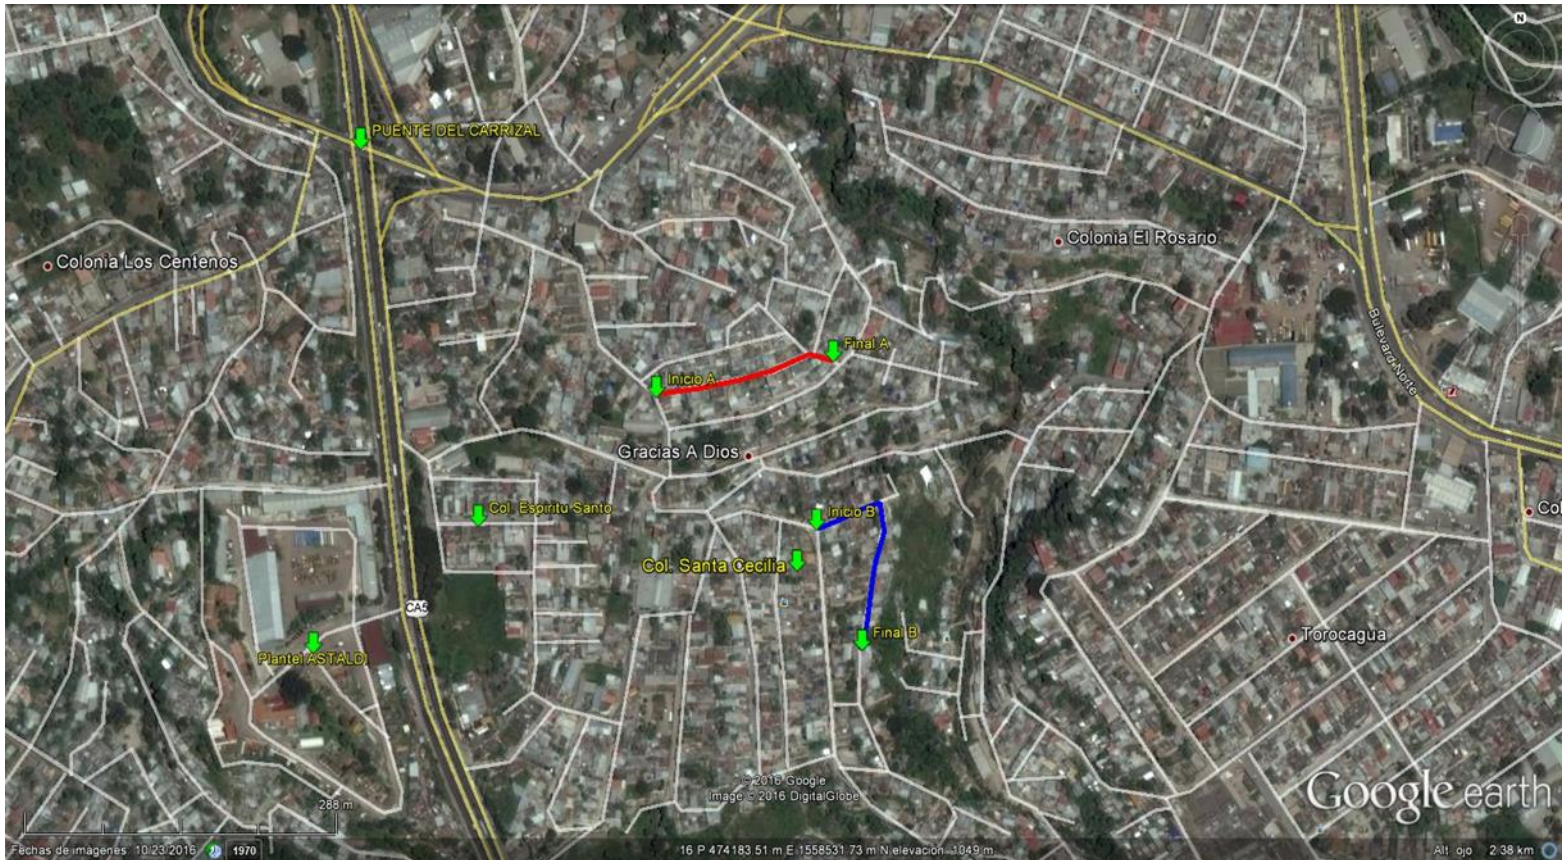 N
PUENTE DEL CARRIZAL
Colonia El Rosario
Colonia Los Centenos
Bulevard Norte
Final A
Inicio A
Gracias A Dios
Col. Espiritu Santo
Inicio B
Col
Col. Santa Cecilia
CA5
Final B
Torocagua
Plantel ASTALDI
© 2016 Google
Image © 2016 DigitalGlobe
Google earth
288 m
Fechas de imágenes: 10/23/2016
1970
16 P 474183.51 m E 1558531.73 m N elevación 1049 m
Alt. ojo 2.38 km